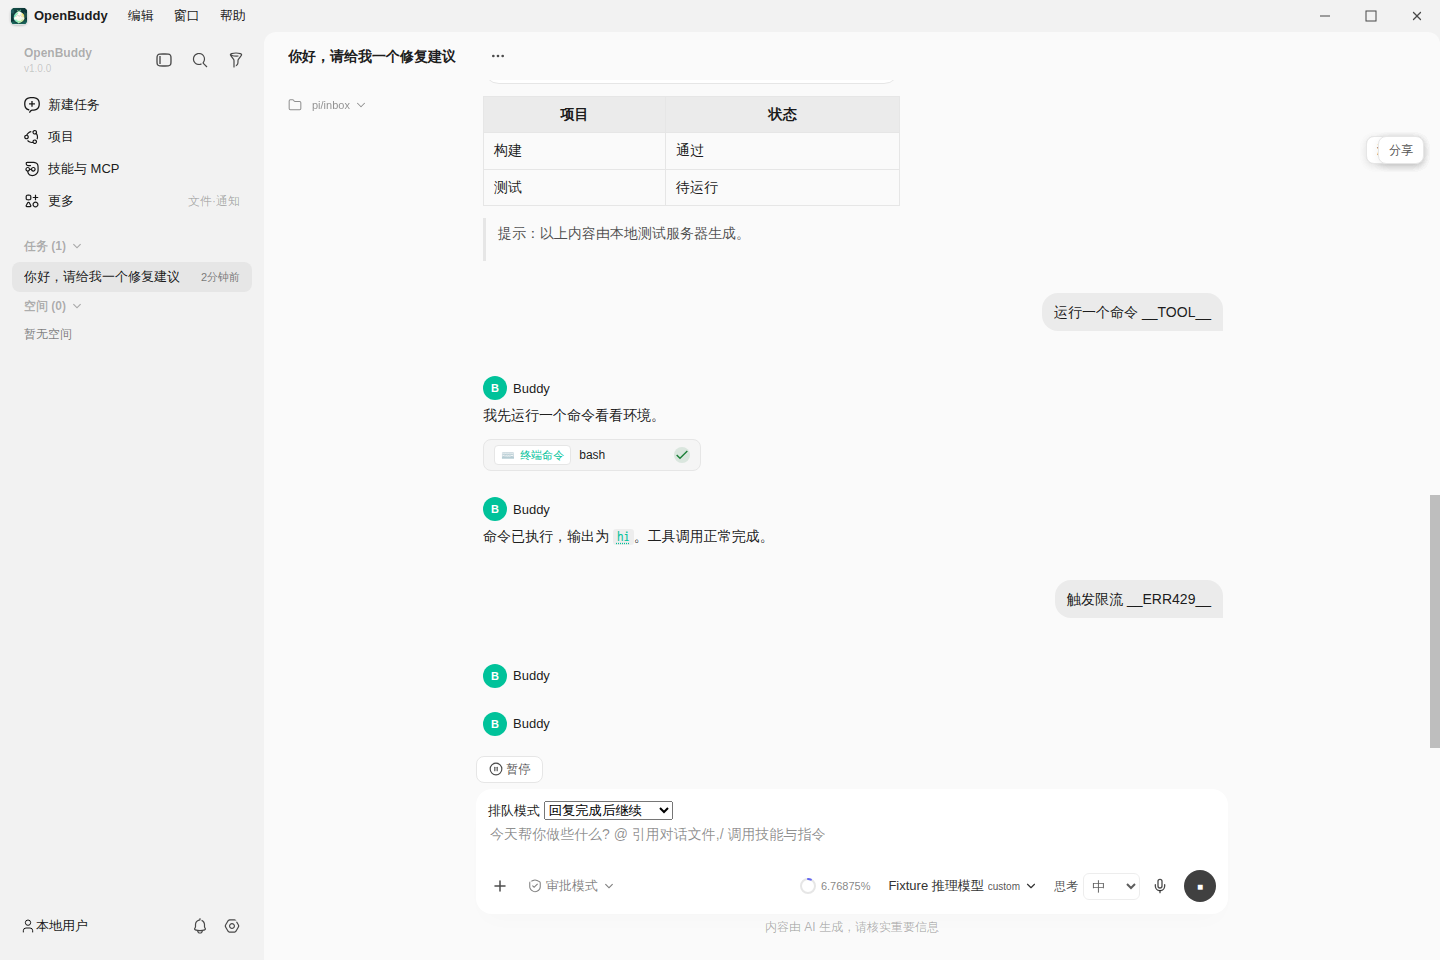 OpenBuddy 编辑 窗口 帮助
OpenBuddy
v1.0.0
新建任务
项目
技能与 MCP
更多 文件·通知
任务 (1)
你好，请给我一个修复建议 2分钟前
空间 (0)
暂无空间
本地用户
你好，请给我一个修复建议
pi/inbox
项目 状态
构建 通过
测试 待运行
提示：以上内容由本地测试服务器生成。
分享
运行一个命令 __TOOL__
B Buddy
我先运行一个命令看看环境。
终端命令 bash
B Buddy
命令已执行，输出为 hi。工具调用正常完成。
触发限流 __ERR429__
B Buddy
B Buddy
暂停
排队模式 回复完成后继续
今天帮你做些什么? @ 引用对话文件,/ 调用技能与指令
审批模式 6.76875% Fixture 推理模型 custom 思考 中
内容由 AI 生成，请核实重要信息